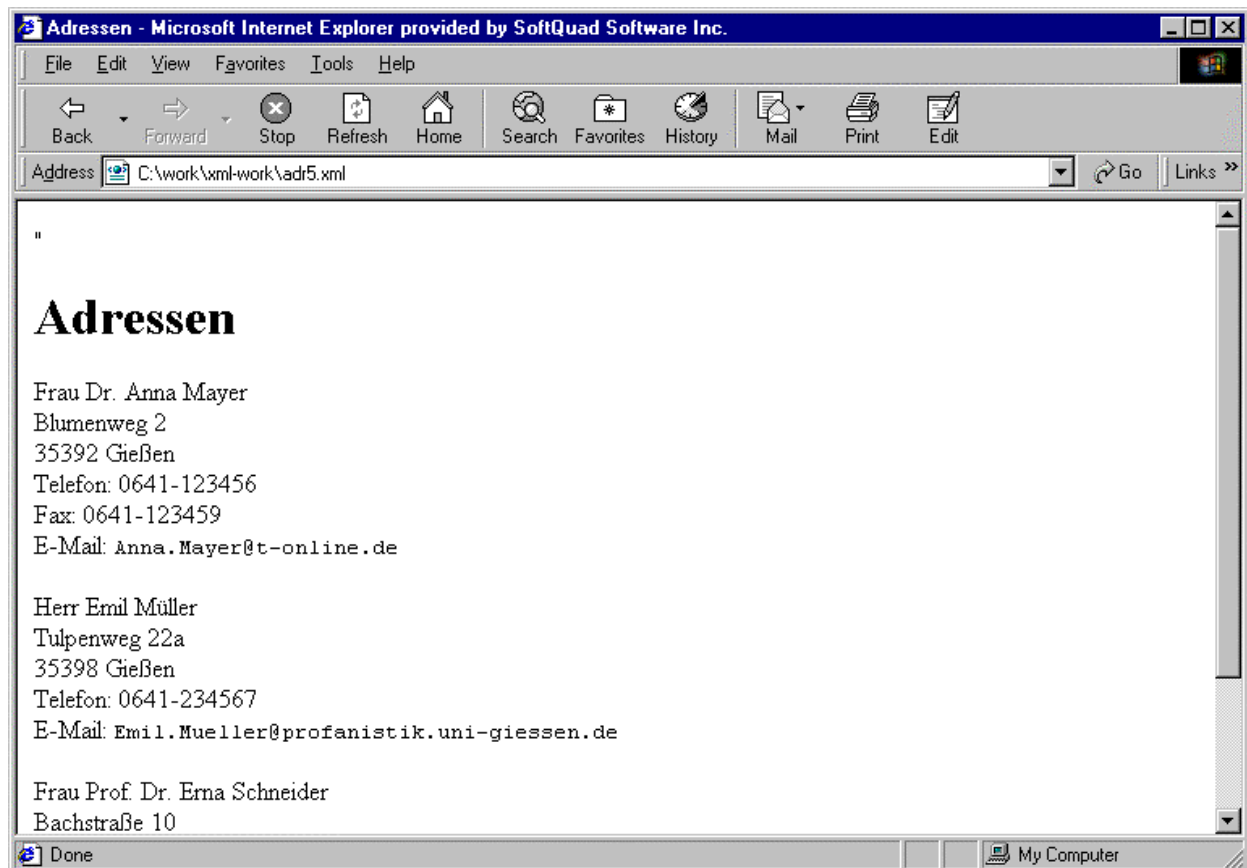 Adressen - Microsoft Internet Explorer provided by SoftQuad Software Inc.
File Edit View Favorites Tools Help
Back Forward Stop Refresh Home Search Favorites History Mail Print Edit
Address C:\work\xml-work\adr5.xml Go Links »
"
Adressen
Frau Dr. Anna Mayer
Blumenweg 2
35392 Gießen
Telefon: 0641-123456
Fax: 0641-123459
E-Mail: Anna.Mayer@t-online.de
Herr Emil Müller
Tulpenweg 22a
35398 Gießen
Telefon: 0641-234567
E-Mail: Emil.Mueller@profanistik.uni-giessen.de
Frau Prof. Dr. Erna Schneider
Bachstraße 10
Done My Computer